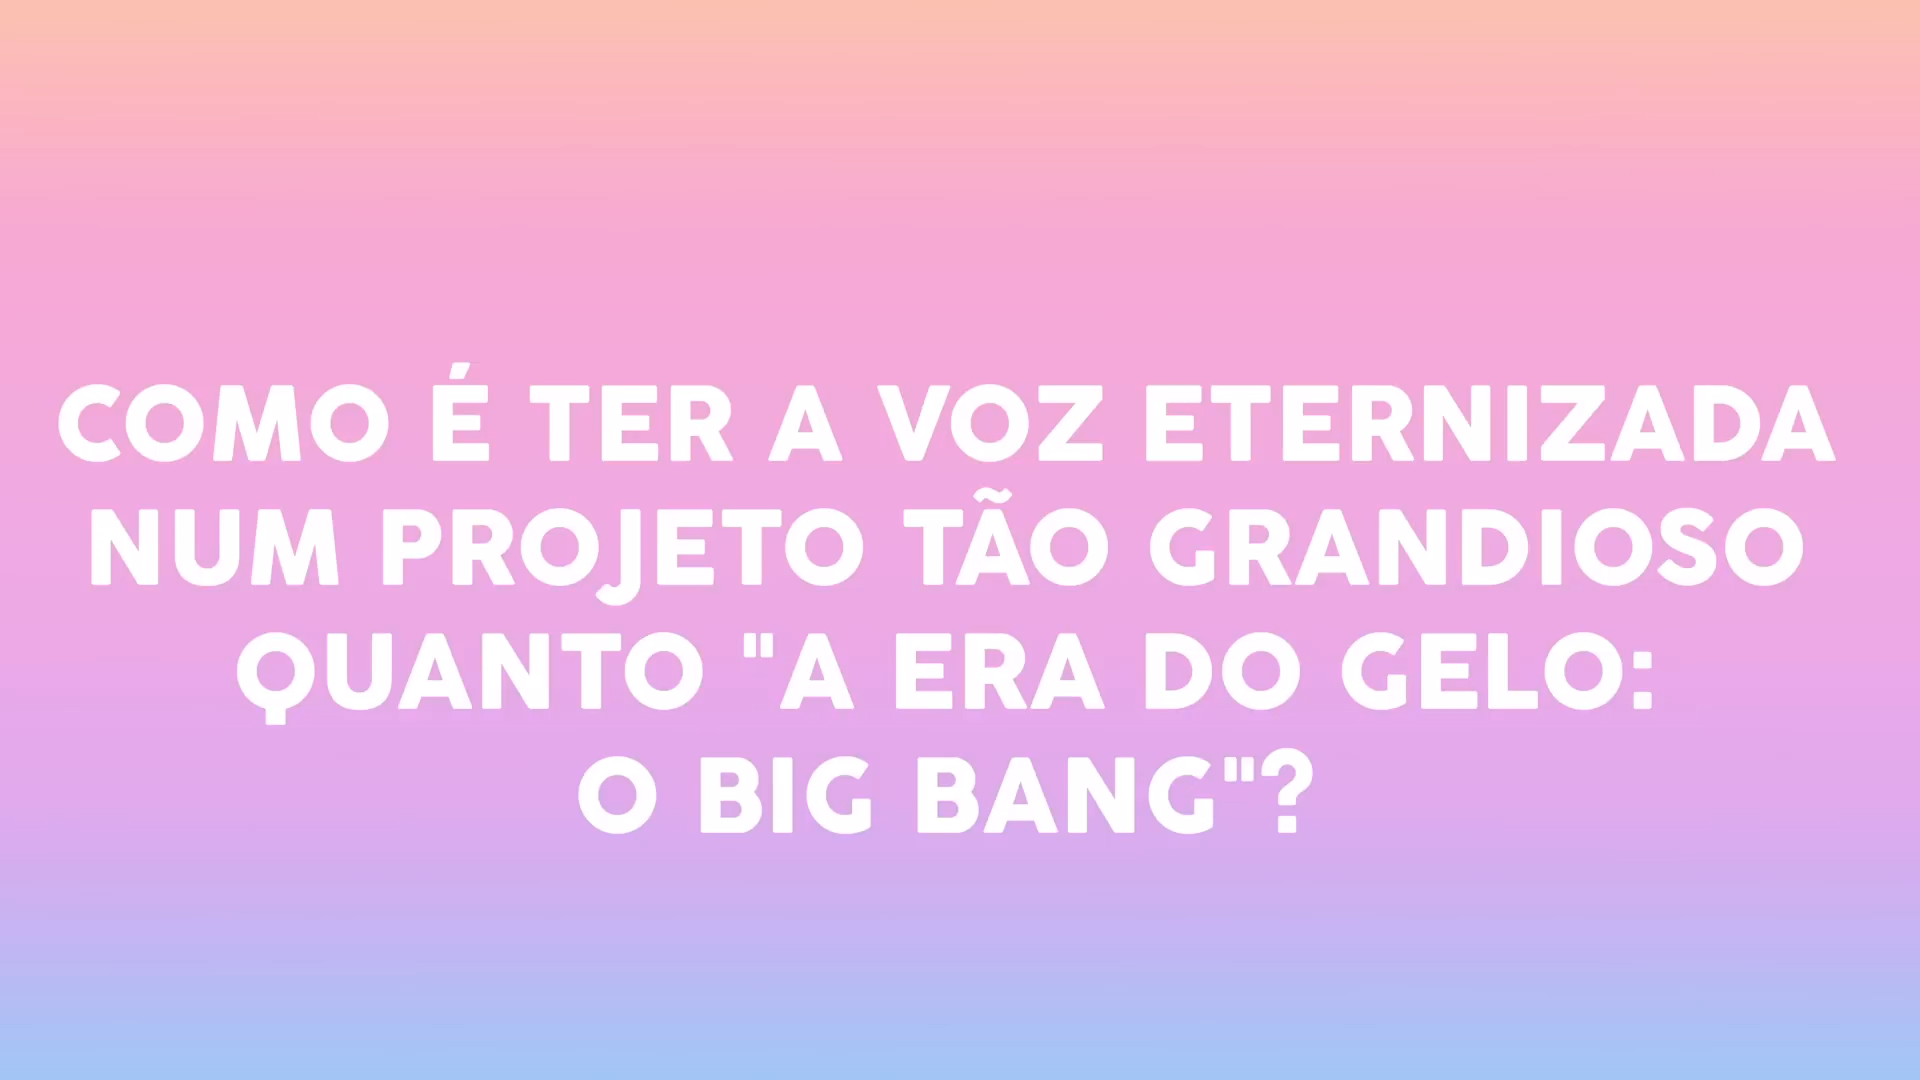 COMO É TER A VOZ ETERNIZADA
NUM PROJETO TÃO GRANDIOSO
QUANTO "A ERA DO GELO:
O BIG BANG"?